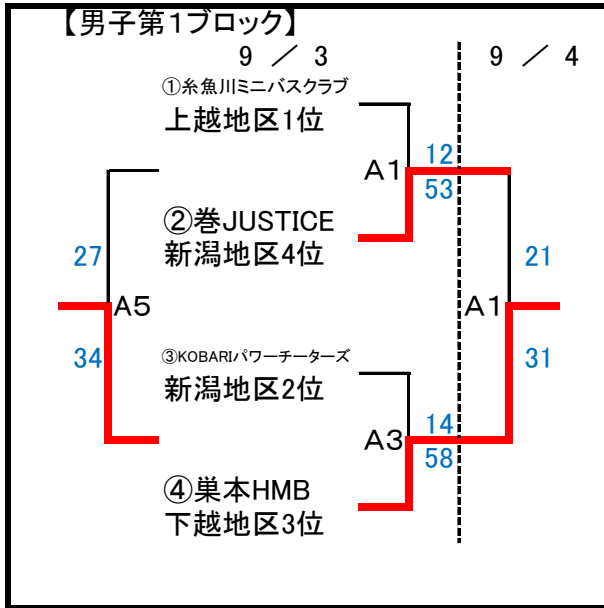 【男子第1ブロック】
9 ／ 3
9 ／ 4
①糸魚川ミニバスクラブ
上越地区1位
A1
12
53
②巻JUSTICE
新潟地区4位
27
A5
34
21
A1
31
③KOBARIパワーチーターズ
新潟地区2位
A3
14
58
④巣本HMB
下越地区3位